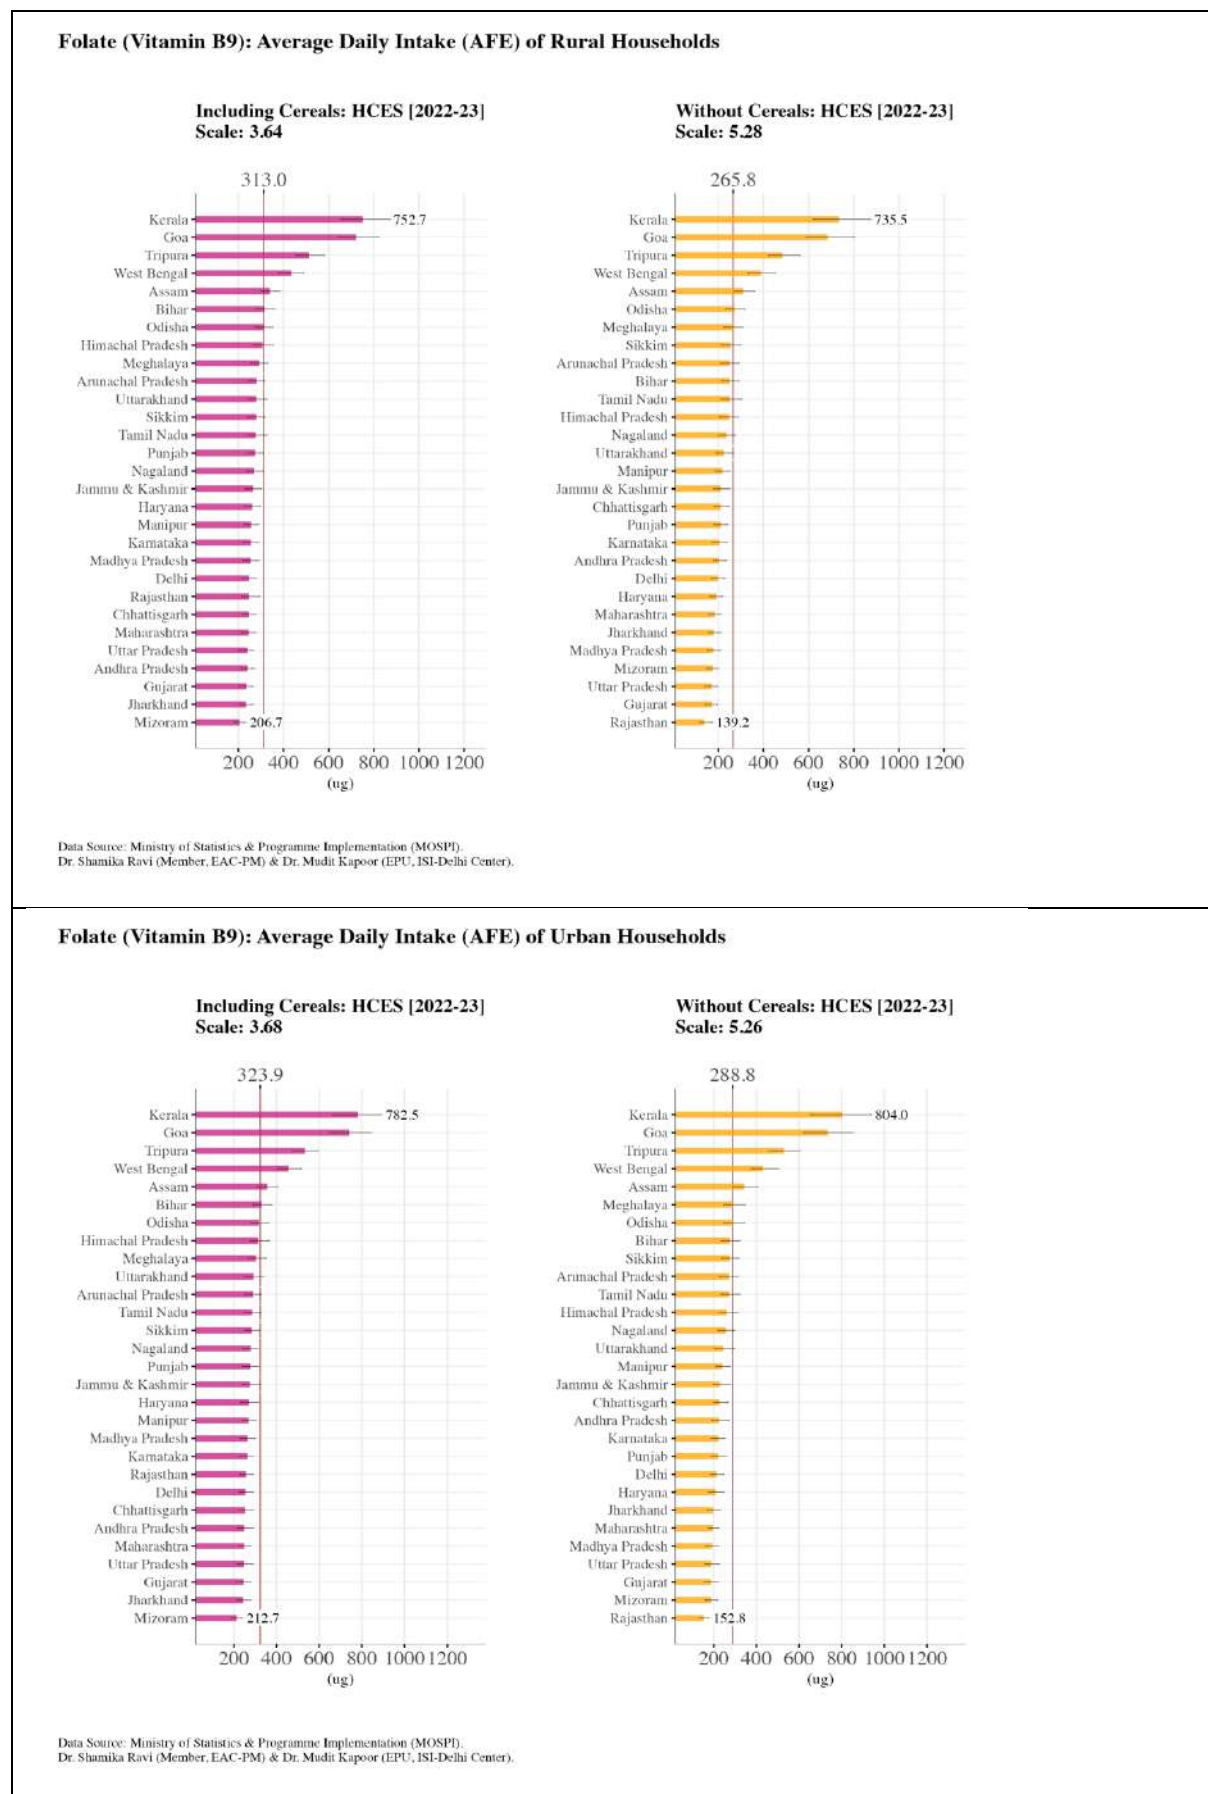 Folate (Vitamin B9): Average Daily Intake (AFE) of Rural Households
Including Cereals: HCES [2022-23]
Scale: 3.64
313.0
Kerala
752.7
Goa
Tripura
West Bengal
Assam
Bihar
Odisha
Himachal Pradesh
Meghalaya
Arunachal Pradesh
Uttarakhand
Sikkim
Tamil Nadu
Punjab
Nagaland
Jammu & Kashmir
Haryana
Manipur
Karnataka
Madhya Pradesh
Delhi
Rajasthan
Chhattisgarh
Maharashtra
Uttar Pradesh
Andhra Pradesh
Gujarat
Jharkhand
Mizoram
206.7
200 400 600 800 1000 1200
(ug)
Without Cereals: HCES [2022-23]
Scale: 5.28
265.8
Kerala
735.5
Goa
Tripura
West Bengal
Assam
Odisha
Meghalaya
Sikkim
Arunachal Pradesh
Bihar
Tamil Nadu
Himachal Pradesh
Nagaland
Uttarakhand
Manipur
Jammu & Kashmir
Chhattisgarh
Punjab
Karnataka
Andhra Pradesh
Delhi
Haryana
Maharashtra
Jharkhand
Madhya Pradesh
Mizoram
Uttar Pradesh
Gujarat
Rajasthan
139.2
200 400 600 800 1000 1200
(ug)
Data Source: Ministry of Statistics & Programme Implementation (MOSPI).
Dr. Shamika Ravi (Member, EAC-PM) & Dr. Mudit Kapoor (EPU, ISI-Delhi Center).
Folate (Vitamin B9): Average Daily Intake (AFE) of Urban Households
Including Cereals: HCES [2022-23]
Scale: 3.68
323.9
Kerala
782.5
Goa
Tripura
West Bengal
Assam
Bihar
Odisha
Himachal Pradesh
Meghalaya
Uttarakhand
Arunachal Pradesh
Tamil Nadu
Sikkim
Nagaland
Punjab
Jammu & Kashmir
Haryana
Manipur
Madhya Pradesh
Karnataka
Rajasthan
Delhi
Chhattisgarh
Andhra Pradesh
Maharashtra
Uttar Pradesh
Gujarat
Jharkhand
Mizoram
212.7
200 400 600 800 1000 1200
(ug)
Without Cereals: HCES [2022-23]
Scale: 5.26
288.8
Kerala
804.0
Goa
Tripura
West Bengal
Assam
Meghalaya
Odisha
Bihar
Sikkim
Arunachal Pradesh
Tamil Nadu
Himachal Pradesh
Nagaland
Uttarakhand
Manipur
Jammu & Kashmir
Chhattisgarh
Andhra Pradesh
Karnataka
Punjab
Delhi
Haryana
Jharkhand
Maharashtra
Madhya Pradesh
Uttar Pradesh
Gujarat
Mizoram
Rajasthan
152.8
200 400 600 800 1000 1200
(ug)
Data Source: Ministry of Statistics & Programme Implementation (MOSPI).
Dr. Shamika Ravi (Member, EAC-PM) & Dr. Mudit Kapoor (EPU, ISI-Delhi Center).